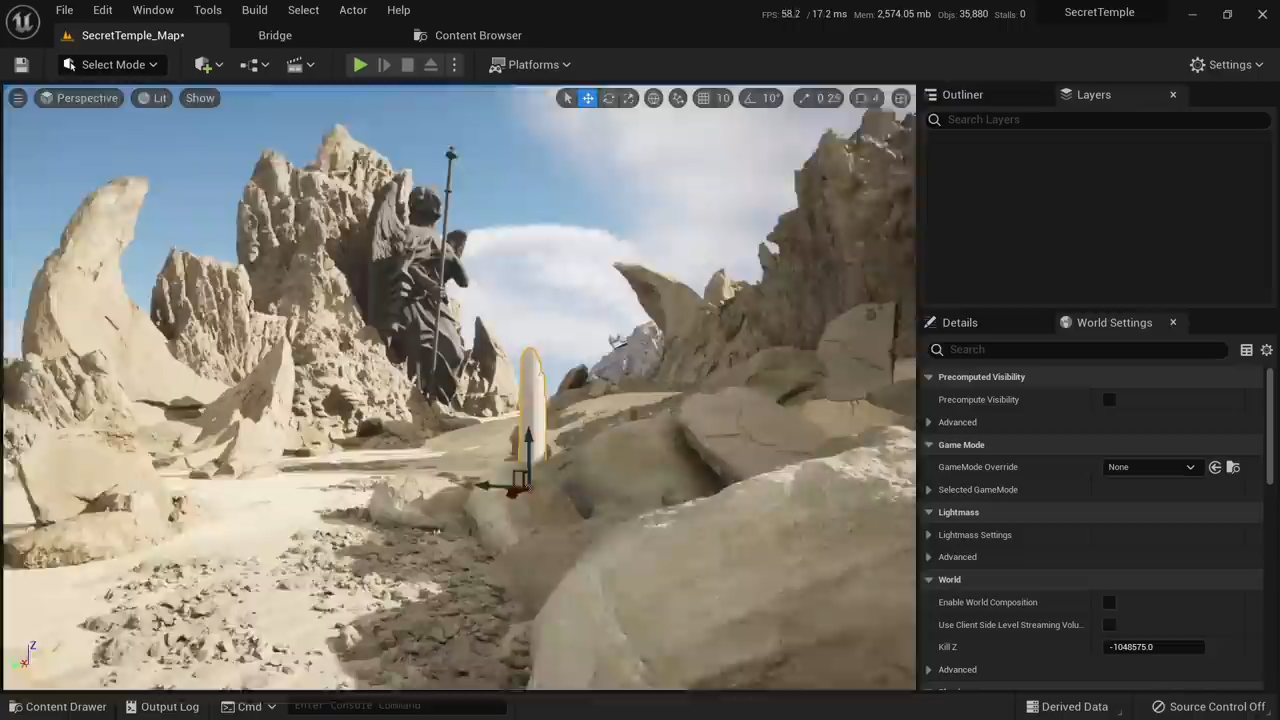 File Edit Window Tools Build Select Actor Help
FPS: 58.2 / 17.2 ms Mem: 2,574.05 mb Objs: 35,880 Stalls: 0 SecretTemple
SecretTemple_Map* Bridge Content Browser
Select Mode Platforms Settings
Perspective Lit Show 10 10° 0.25 4
Outliner Layers
Search Layers
Details World Settings
Search
Precomputed Visibility
Precompute Visibility
Advanced
Game Mode
GameMode Override None
Selected GameMode
Lightmass
Lightmass Settings
Advanced
World
Enable World Composition
Use Client Side Level Streaming Volu...
Kill Z -1048575.0
Advanced
Z
Content Drawer Output Log Cmd Enter Console Command Derived Data Source Control Off